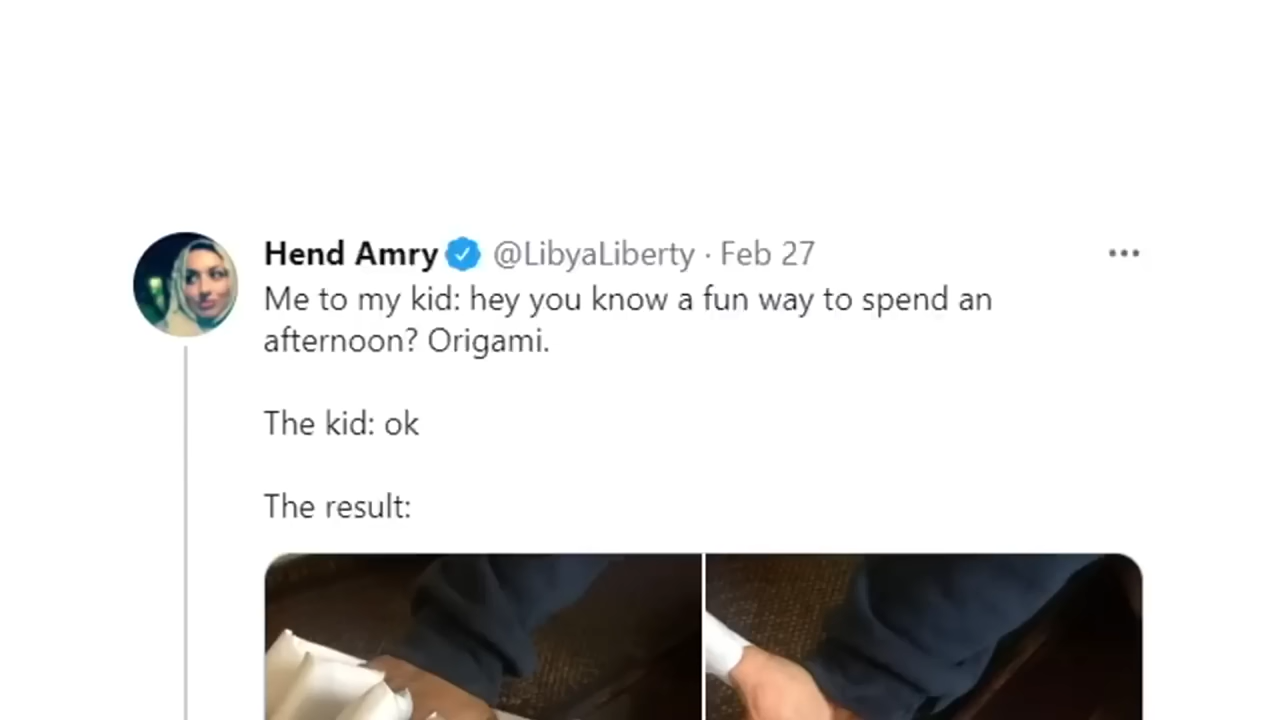 Hend Amry @LibyaLiberty · Feb 27
Me to my kid: hey you know a fun way to spend an
afternoon? Origami.
The kid: ok
The result: